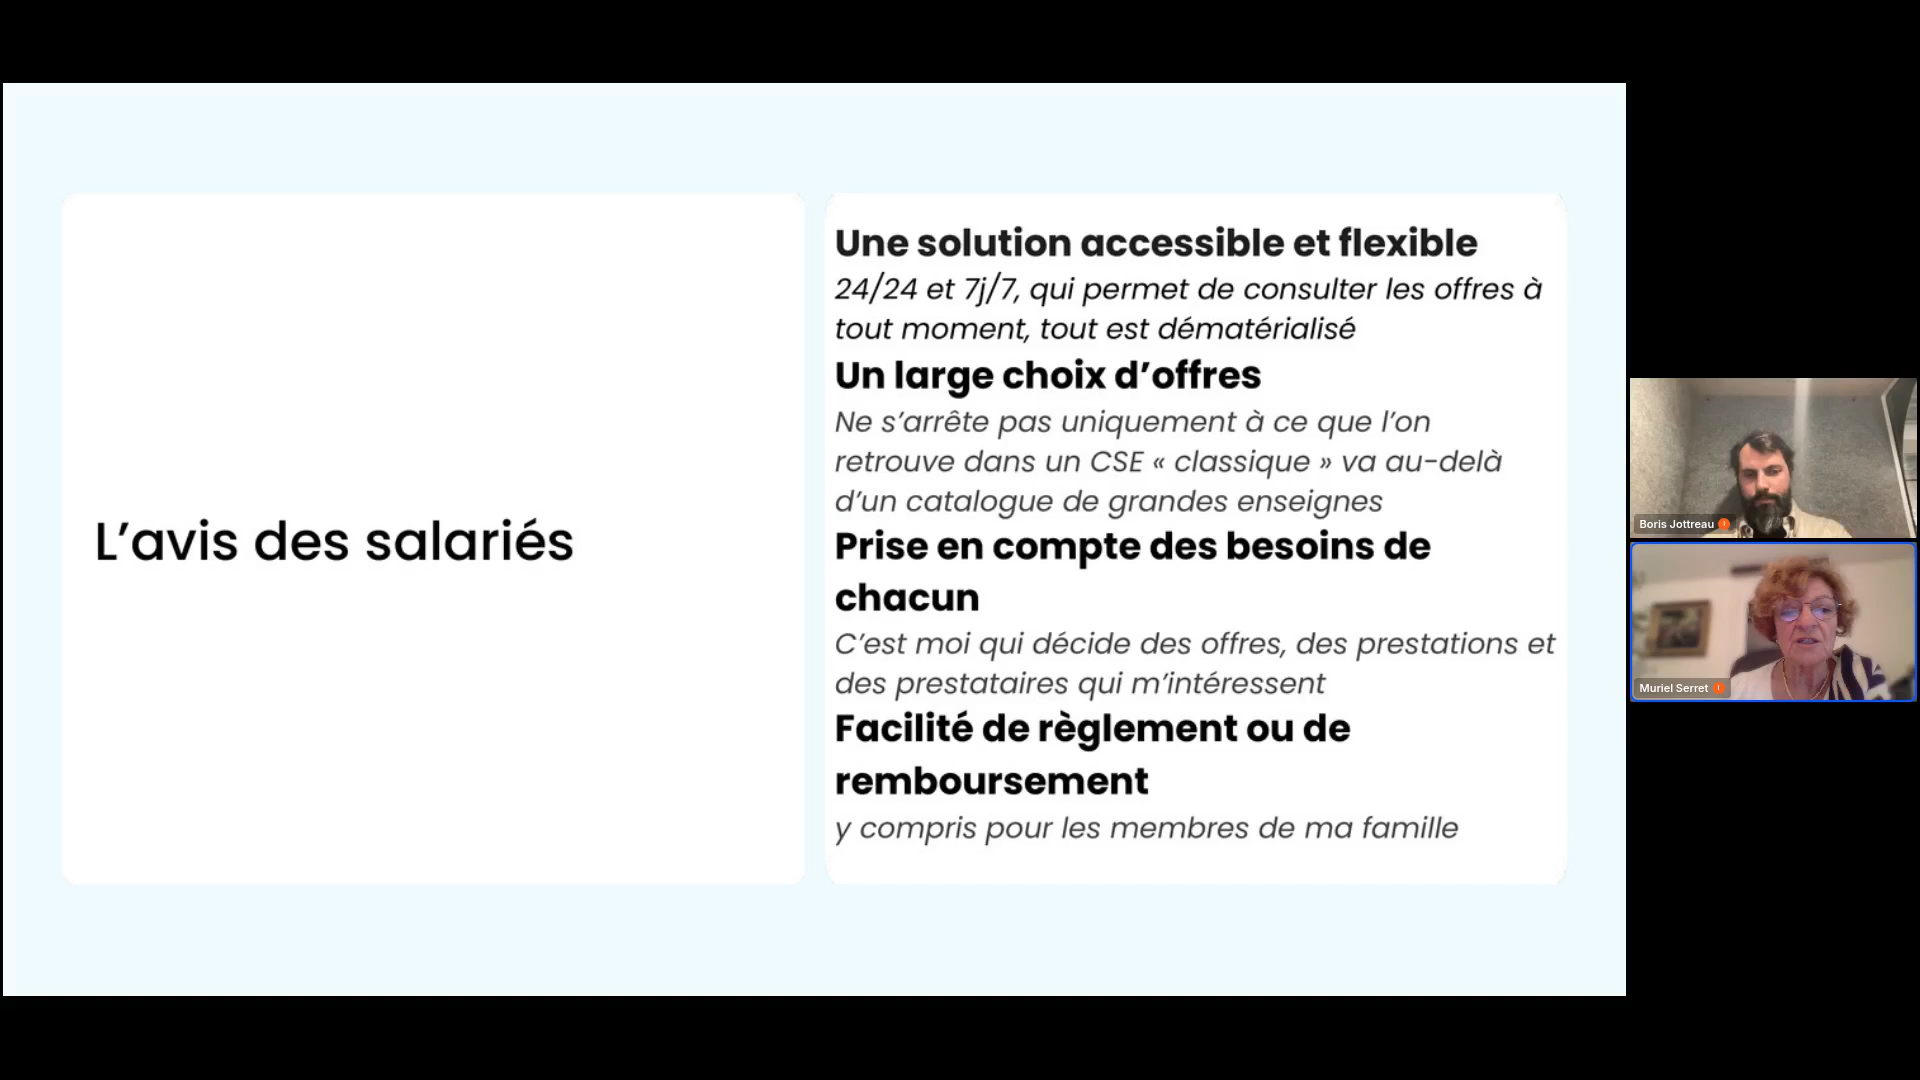 L’avis des salariés
Une solution accessible et flexible
24/24 et 7j/7, qui permet de consulter les offres à
tout moment, tout est dématérialisé
Un large choix d’offres
Ne s’arrête pas uniquement à ce que l’on
retrouve dans un CSE « classique » va au-delà
d’un catalogue de grandes enseignes
Prise en compte des besoins de
chacun
C’est moi qui décide des offres, des prestations et
des prestataires qui m’intéressent
Facilité de règlement ou de
remboursement
y compris pour les membres de ma famille
Boris Jottreau
Muriel Serret